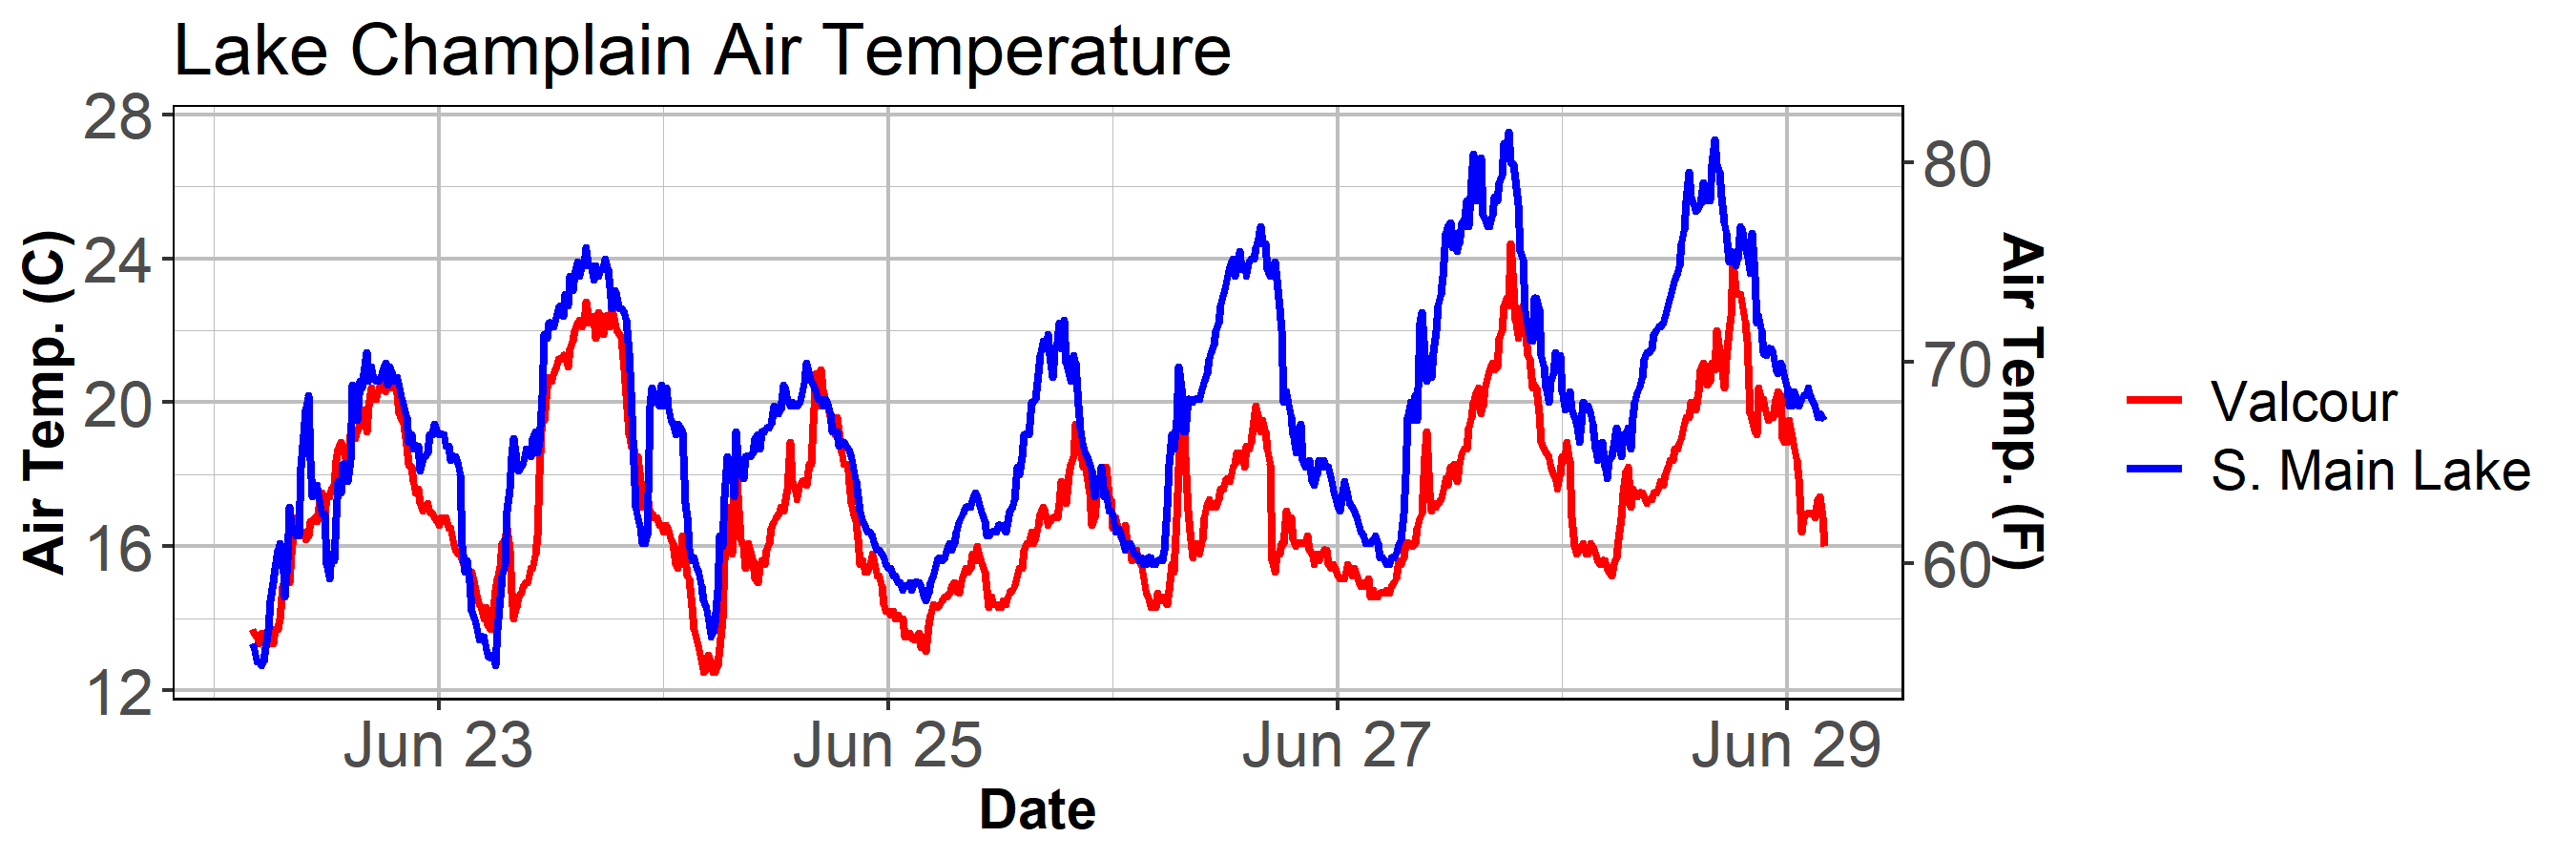 Lake Champlain Air Temperature
28
24
20
16
12
Air Temp. (C)
80
70
60
Air Temp. (F)
Jun 23
Jun 25
Jun 27
Jun 29
Date
Valcour
S. Main Lake